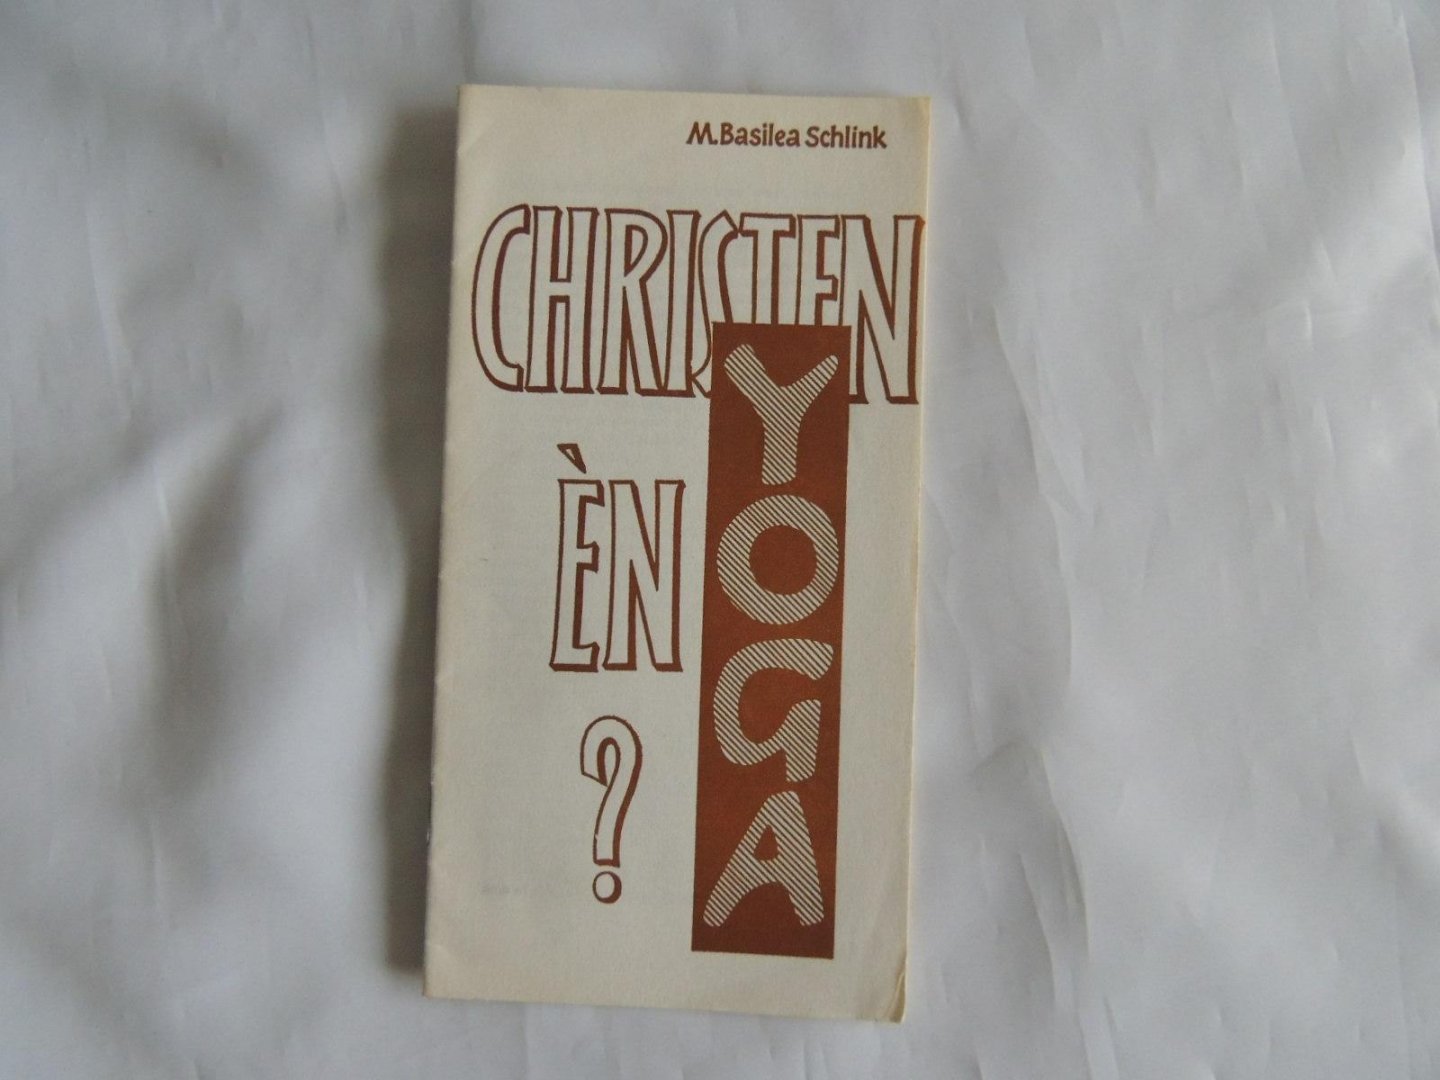 M. Basilea Schlink
CHRISTEN
ÈN
YOGA
?